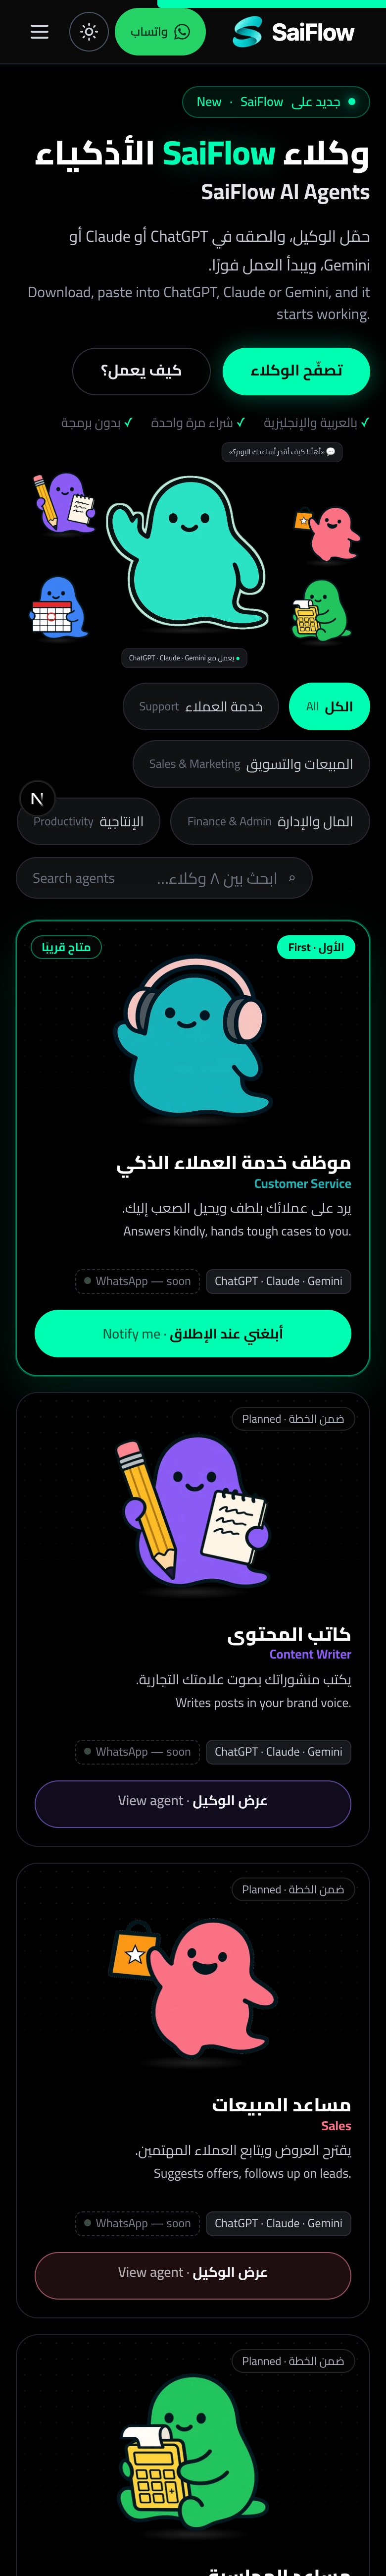 SaiFlow
واتساب
جديد على SaiFlow · New
وكلاء SaiFlow الأذكياء
SaiFlow AI Agents
حمّل الوكيل، والصقه في ChatGPT أو Claude أو
Gemini، ويبدأ العمل فورًا.
Download, paste into ChatGPT, Claude or Gemini, and it
starts working.
تصفّح الوكلاء
كيف يعمل؟
✓ بالعربية والإنجليزية
✓ شراء مرة واحدة
✓ بدون برمجة
💬 «أهلًا! كيف أقدر أساعدك اليوم؟»
● يعمل مع ChatGPT · Claude · Gemini
الكل All
خدمة العملاء Support
المبيعات والتسويق Sales & Marketing
المال والإدارة Finance & Admin
الإنتاجية Productivity
N
ابحث بين ٨ وكلاء... Search agents
الأول · First
متاح قريبًا
موظف خدمة العملاء الذكي
Customer Service
يرد على عملائك بلطف ويحيل الصعب إليك.
Answers kindly, hands tough cases to you.
ChatGPT · Claude · Gemini
WhatsApp — soon
أبلغني عند الإطلاق · Notify me
ضمن الخطة · Planned
كاتب المحتوى
Content Writer
يكتب منشوراتك بصوت علامتك التجارية.
Writes posts in your brand voice.
ChatGPT · Claude · Gemini
WhatsApp — soon
عرض الوكيل · View agent
ضمن الخطة · Planned
مساعد المبيعات
Sales
يقترح العروض ويتابع العملاء المهتمين.
Suggests offers, follows up on leads.
ChatGPT · Claude · Gemini
WhatsApp — soon
عرض الوكيل · View agent
ضمن الخطة · Planned